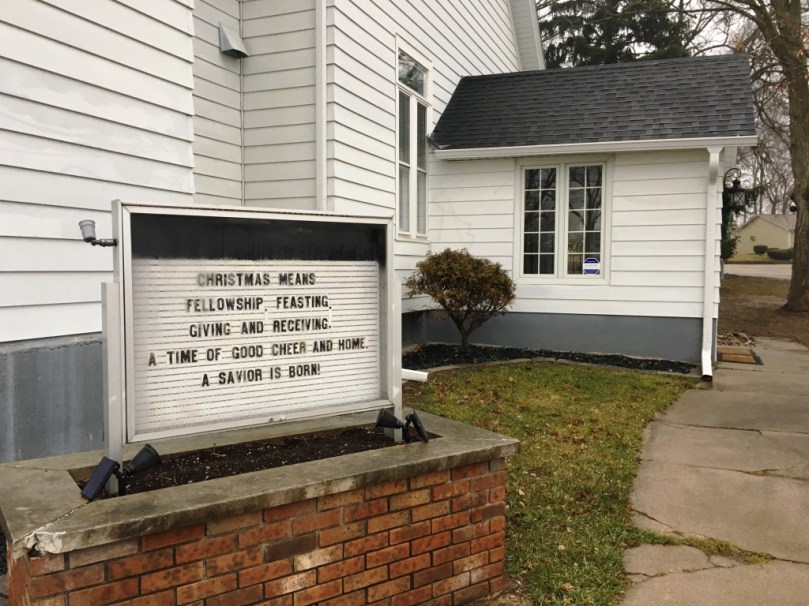 CHRISTMAS MEANS
FELLOWSHIP, FEASTING,
GIVING AND RECEIVING.
A TIME OF GOOD CHEER AND HOME.
A SAVIOR IS BORN!